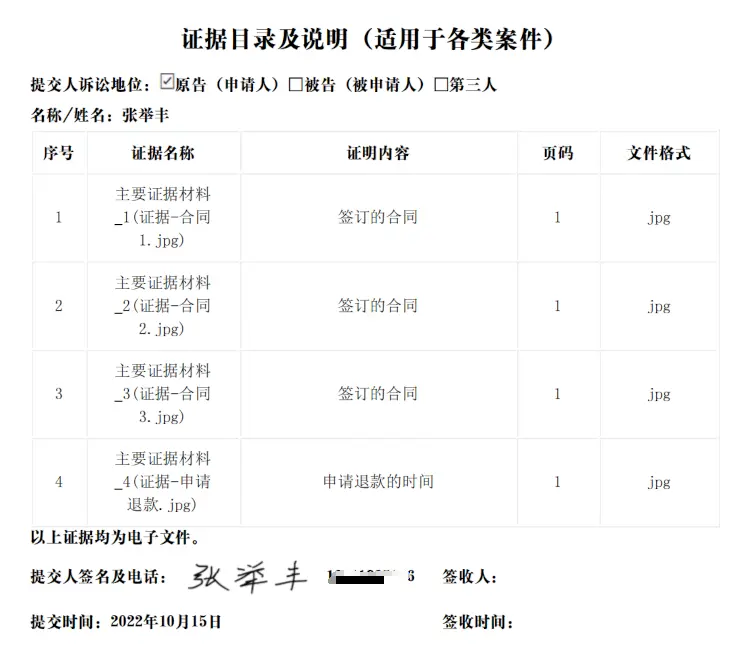 证据目录及说明（适用于各类案件）
提交人诉讼地位：☑原告（申请人）□被告（被申请人）□第三人
名称/姓名：张举丰
序号 证据名称 证明内容 页码 文件格式
1 主要证据材料_1(证据-合同1.jpg) 签订的合同 1 jpg
2 主要证据材料_2(证据-合同2.jpg) 签订的合同 1 jpg
3 主要证据材料_3(证据-合同3.jpg) 签订的合同 1 jpg
4 主要证据材料_4(证据-申请退款.jpg) 申请退款的时间 1 jpg
以上证据均为电子文件。
提交人签名及电话：张举丰 签收人：
提交时间：2022年10月15日 签收时间：